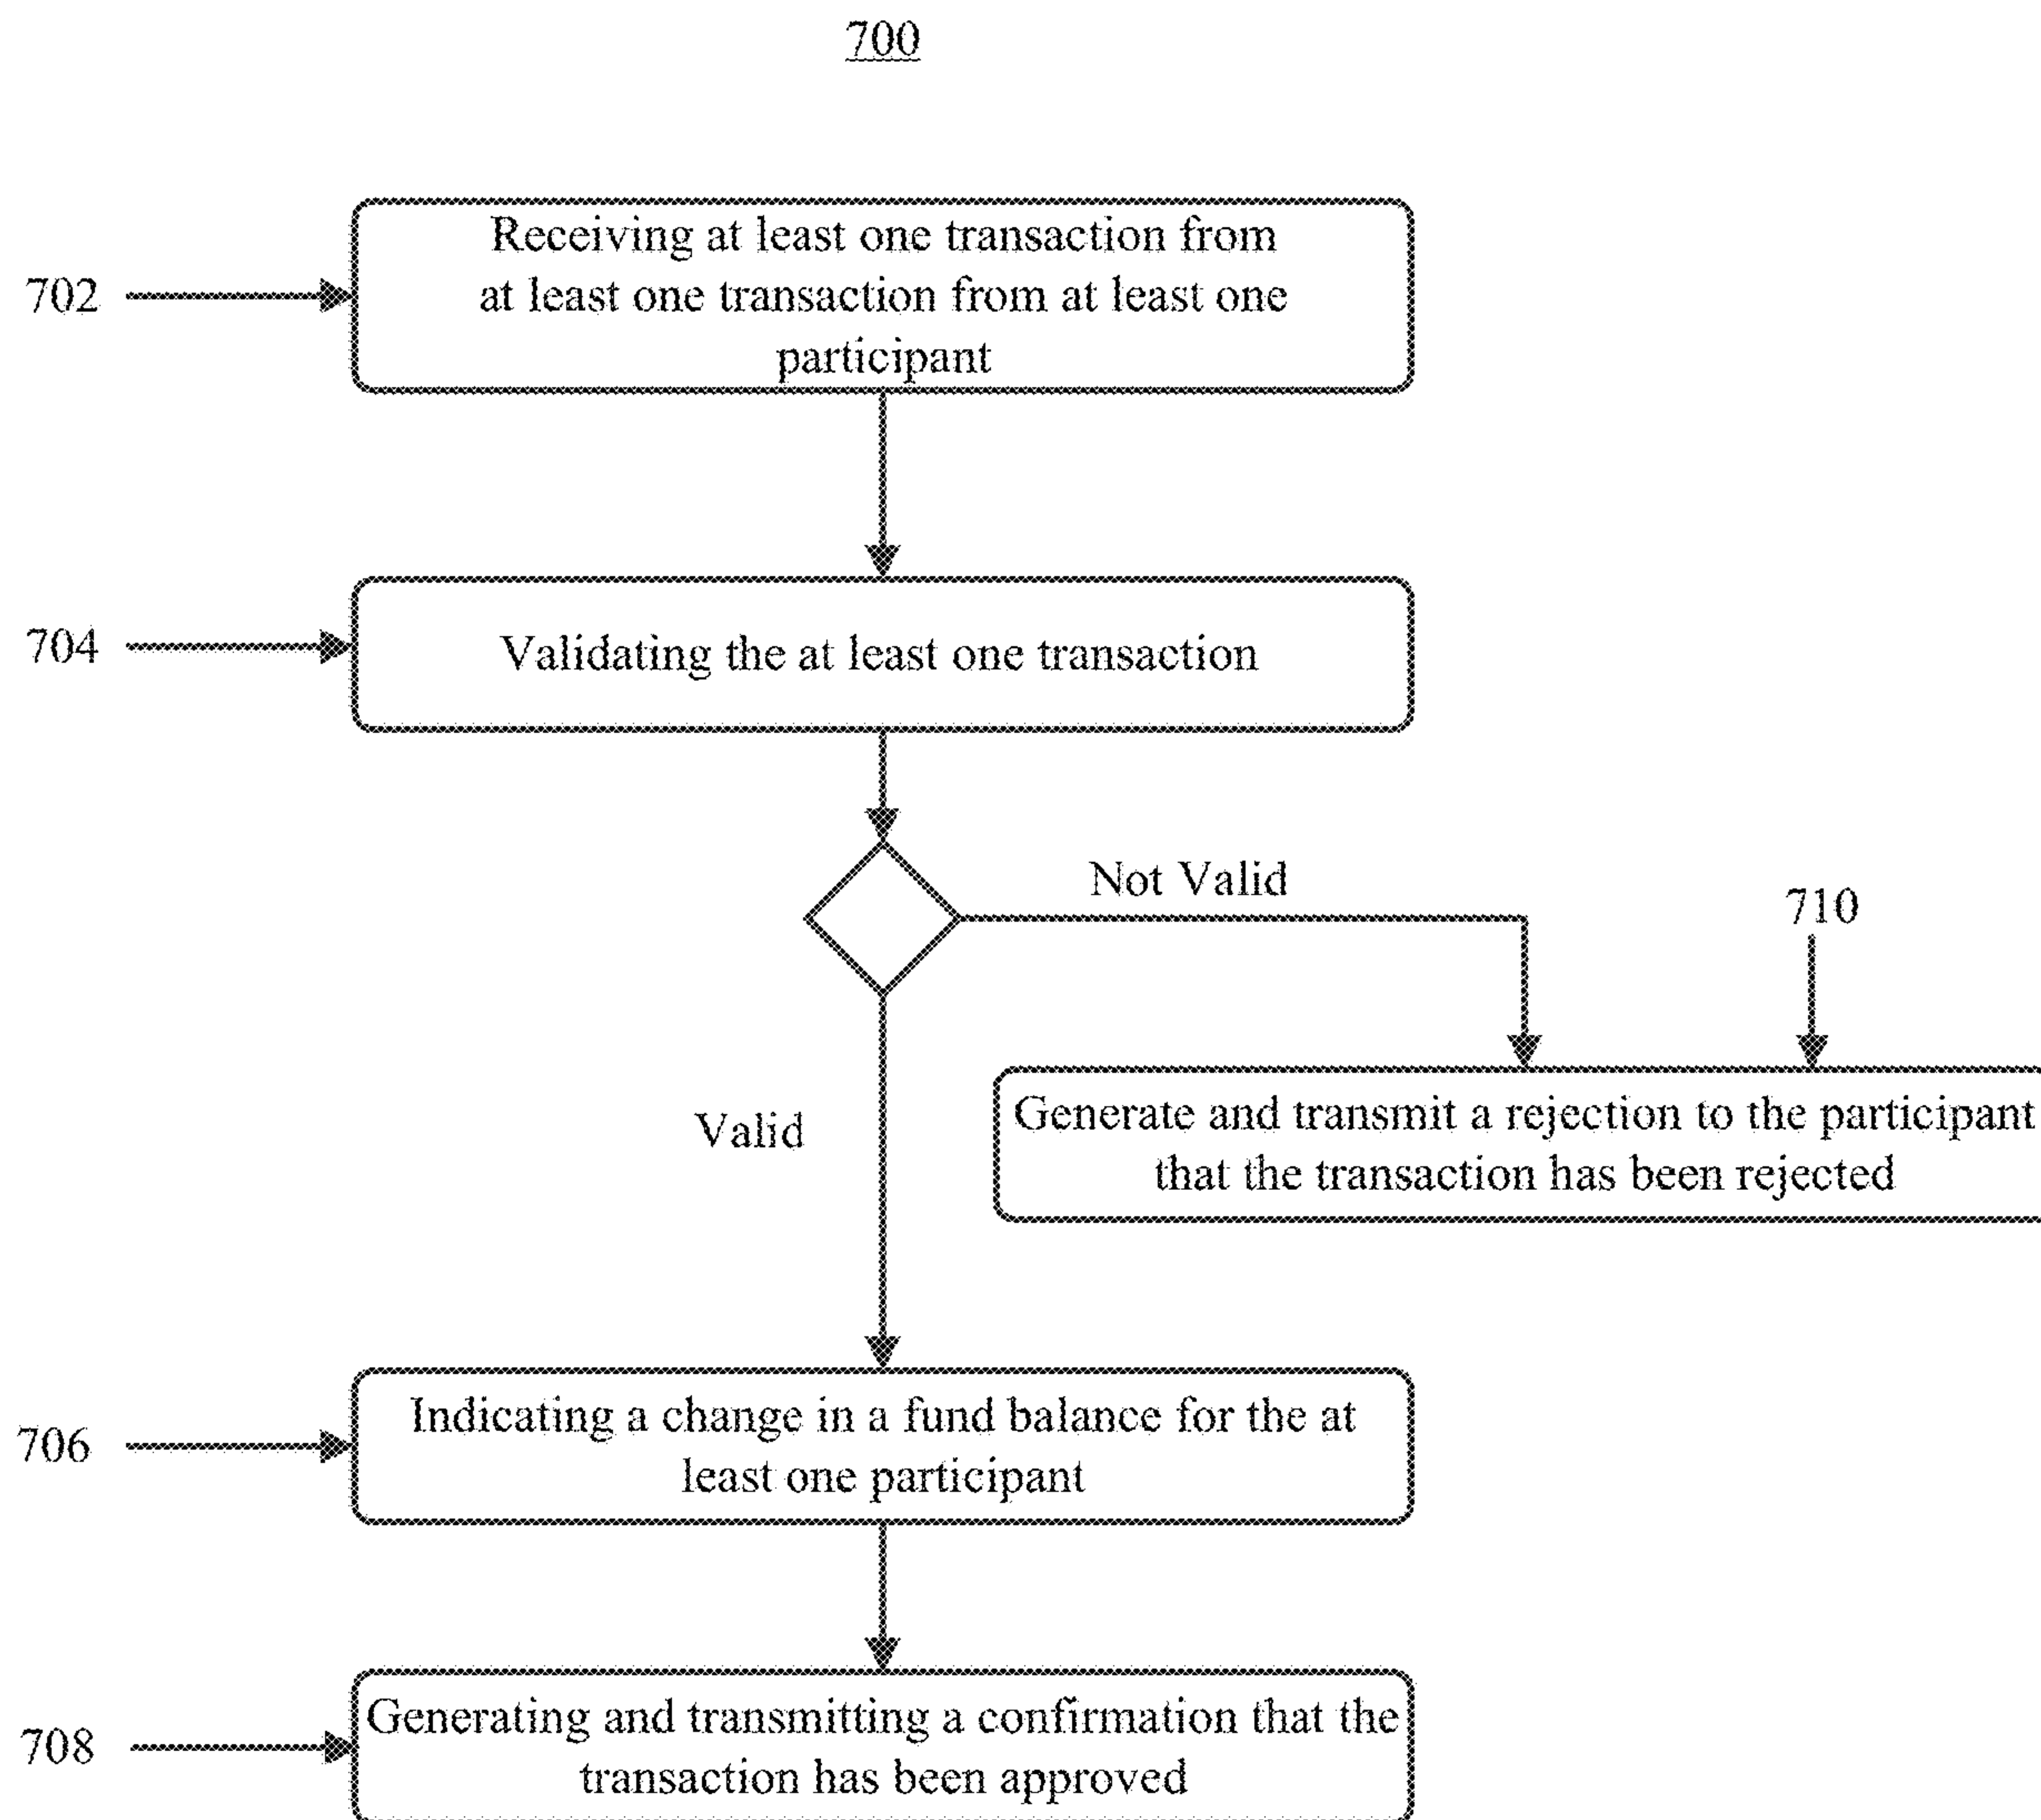 700
702
Receiving at least one transaction from
at least one transaction from at least one
participant
704
Validating the at least one transaction
Not Valid
710
Valid
Generate and transmit a rejection to the participant
that the transaction has been rejected
706
Indicating a change in a fund balance for the at
least one participant
708
Generating and transmitting a confirmation that the
transaction has been approved